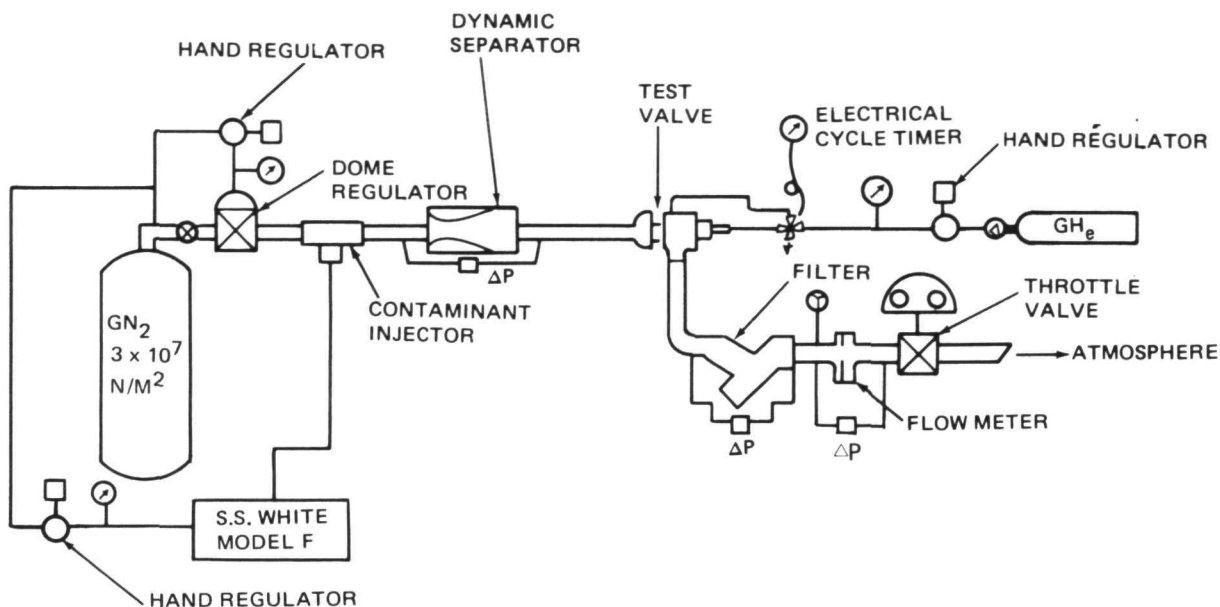 DYNAMIC
SEPARATOR
HAND REGULATOR
TEST
VALVE
ELECTRICAL
CYCLE TIMER
HAND REGULATOR
DOME
REGULATOR
GHe
ΔP
FILTER
THROTTLE
VALVE
CONTAMINANT
INJECTOR
GN2
3 x 10^7
N/M^2
ATMOSPHERE
FLOW METER
ΔP
ΔP
S.S. WHITE
MODEL F
HAND REGULATOR